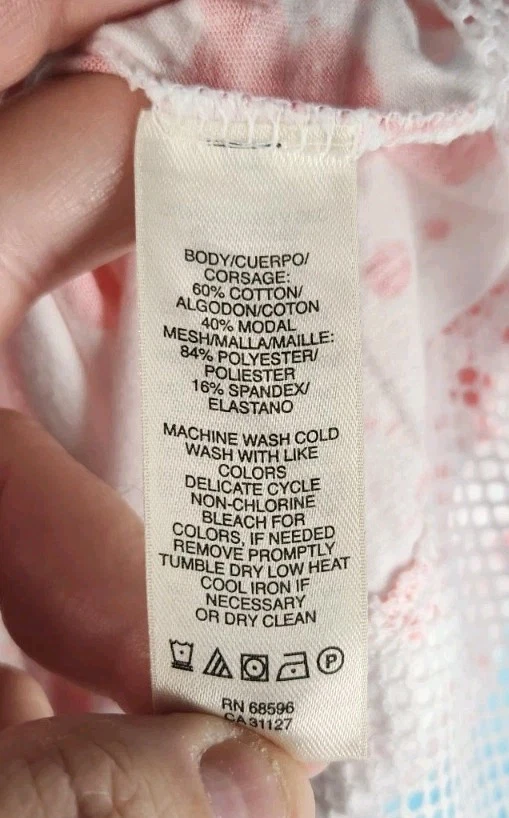 BODY/CUERPO/
CORSAGE:
60% COTTON/
ALGODON/COTON
40% MODAL
MESH/MALLA/MAILLE:
84% POLYESTER/
POLIESTER
16% SPANDEX/
ELASTANO
MACHINE WASH COLD
WASH WITH LIKE
COLORS
DELICATE CYCLE
NON-CHLORINE
BLEACH FOR
COLORS, IF NEEDED
REMOVE PROMPTLY
TUMBLE DRY LOW HEAT
COOL IRON IF
NECESSARY
OR DRY CLEAN
P
RN 68596
CA 31127